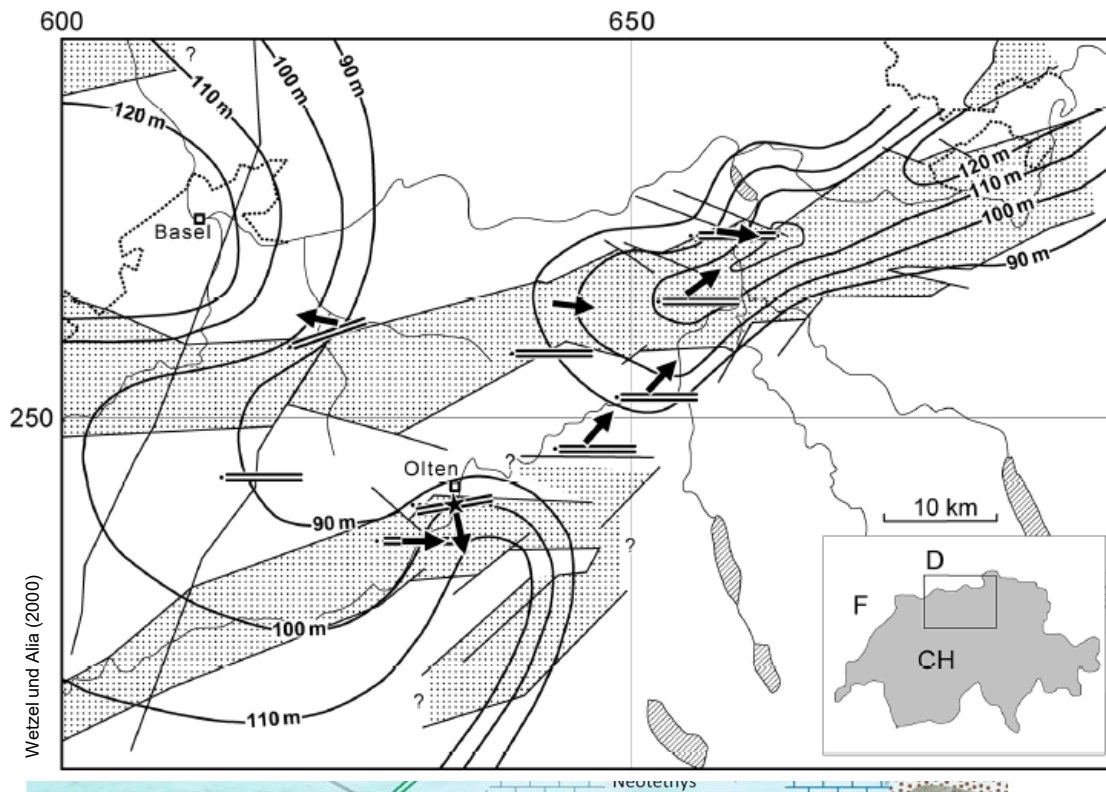 600
650
?
110 m
100 m
90 m
120 m
120 m
110 m
100 m
Basel
90 m
250
Olten
?
90 m
10 km
?
D
F
100 m
CH
?
110 m
Wetzel und Alia (2000)
Neotethys